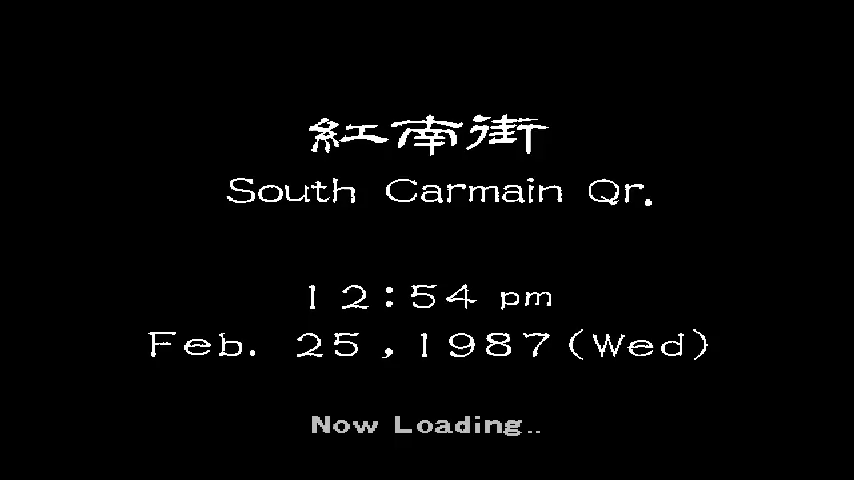 紅南街
South Carmain Qr.
12:54 pm
Feb. 25,1987(Wed)
Now Loading..